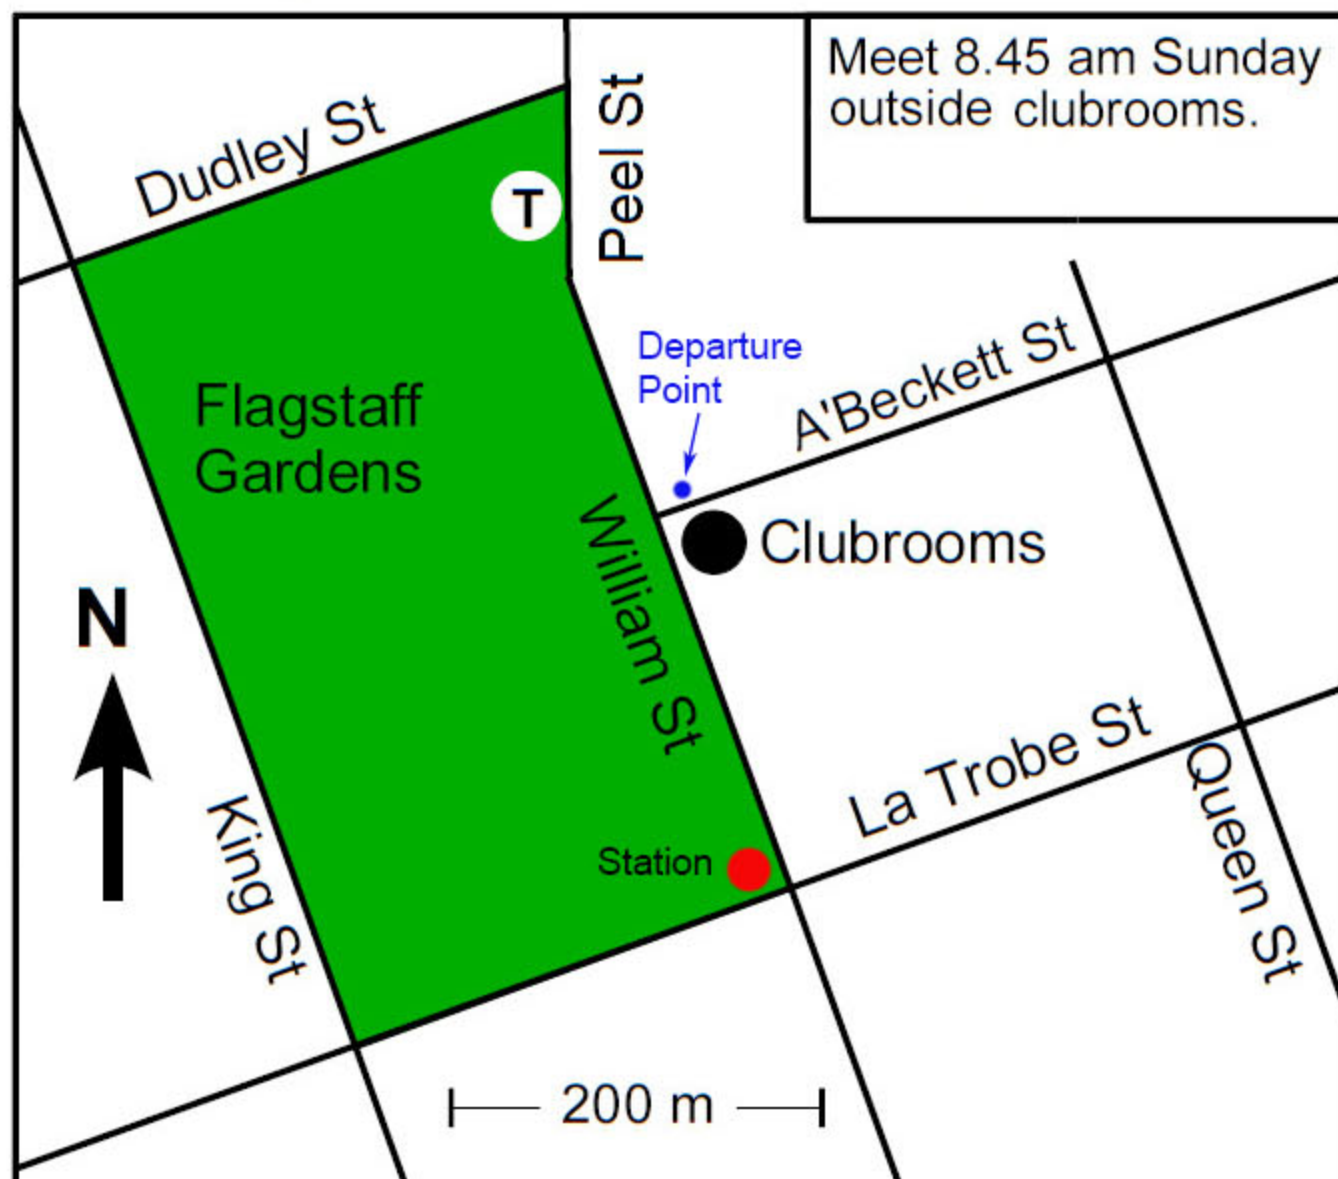 Meet 8.45 am Sunday
outside clubrooms.
Dudley St
Peel St
T
Departure
Point
A'Beckett St
Flagstaff
Gardens
William St
Clubrooms
N
La Trobe St
Queen St
King St
Station
200 m